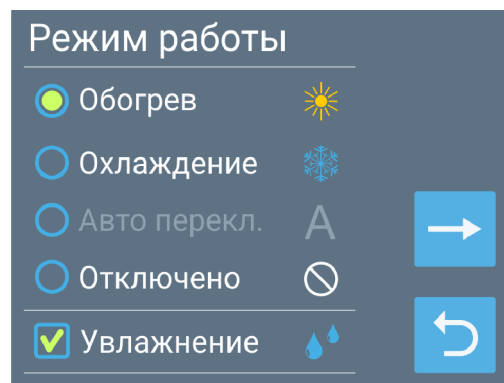 Режим работы
Обогрев
Охлаждение
Авто перекл. A
Отключено
Увлажнение